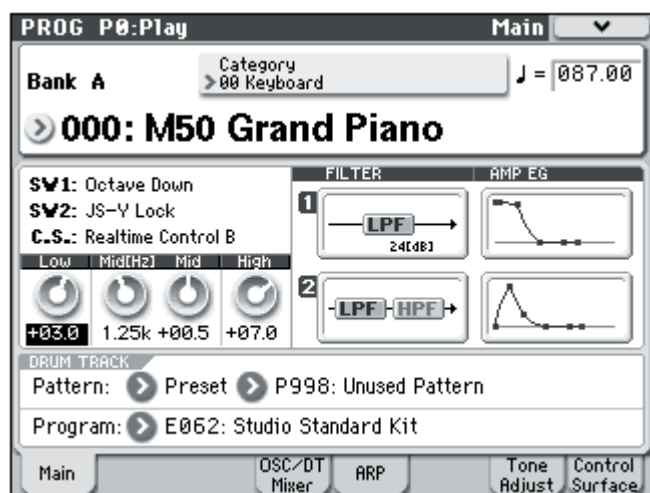 PROG P0:Play Main
Bank A
Category
00 Keyboard
♩ = 087.00
000: M50 Grand Piano
SW1: Octave Down
SW2: JS-Y Lock
C.S.: Realtime Control B
Low Mid[Hz] Mid High
+03.0 1.25k +00.5 +07.0
FILTER AMP EG
1
LPF
24[dB]
2
LPF HPF
DRUM TRACK
Pattern: Preset P998: Unused Pattern
Program: E062: Studio Standard Kit
Main
OSC/DT
Mixer
ARP
Tone
Adjust
Control
Surface